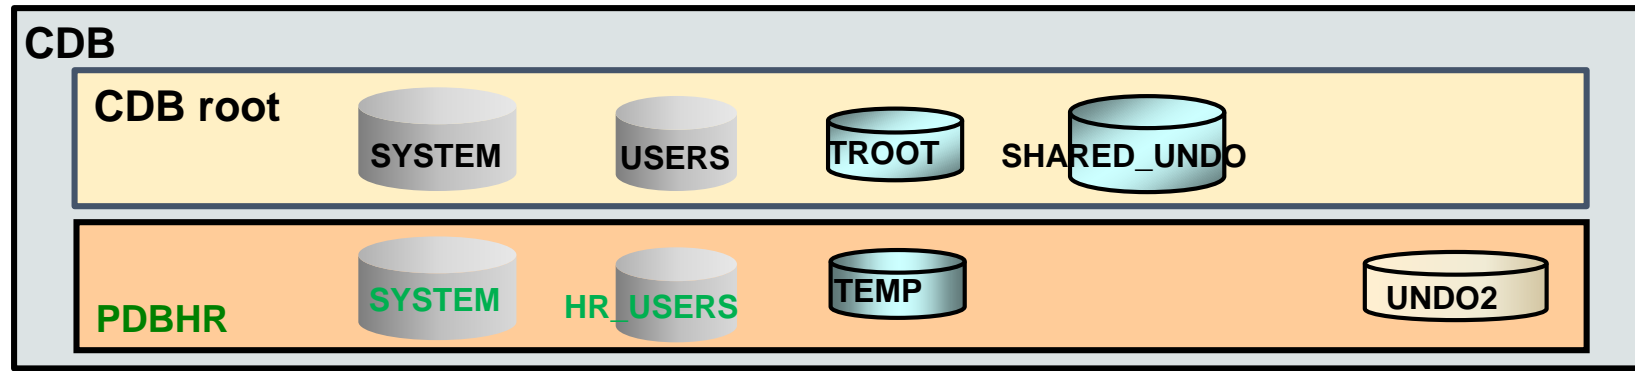 CDB
CDB root
SYSTEM
USERS
TROOT
SHARED_UNDO
PDBHR
SYSTEM
HR_USERS
TEMP
UNDO2